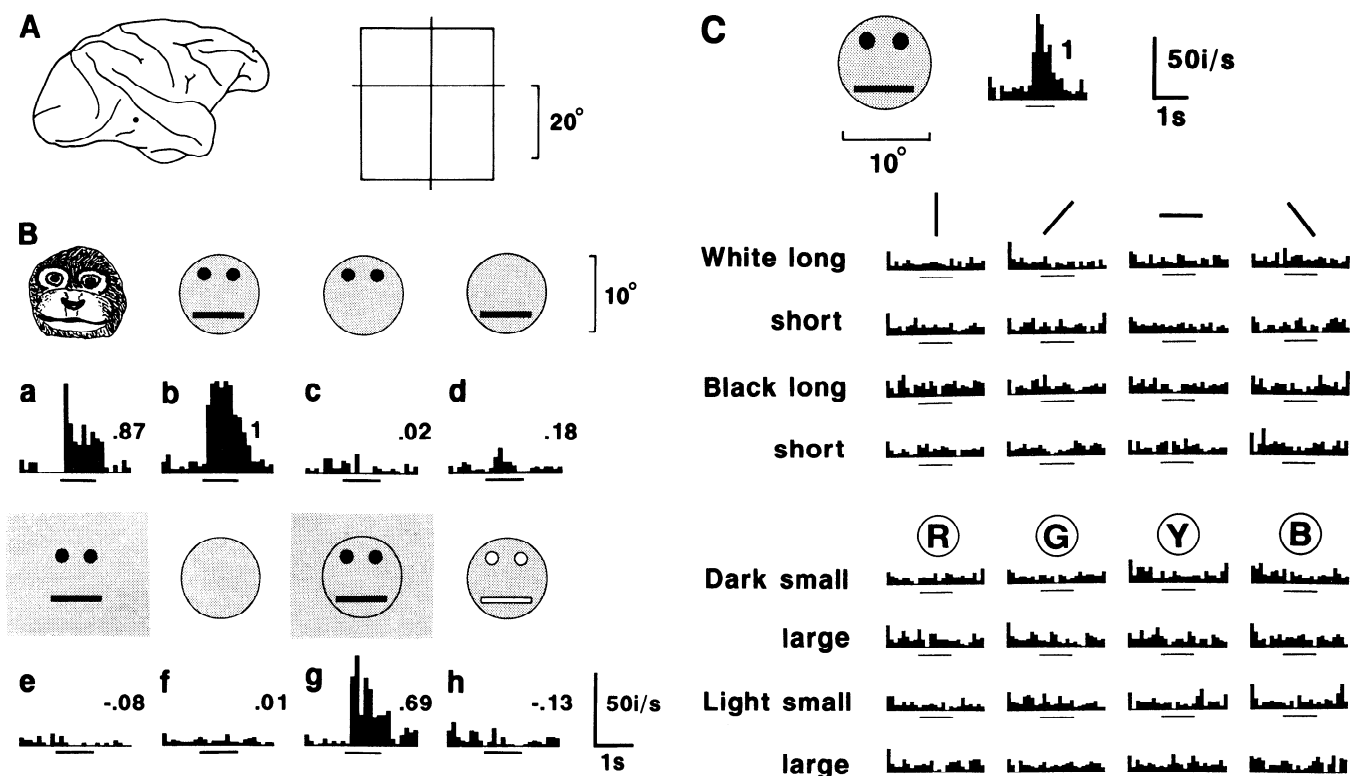 A
20°
B
10°
a .87
b 1
c .02
d .18
e -.08
f .01
g .69
h -.13
50i/s
1s
C
1
50i/s
1s
10°
White long
short
Black long
short
R G Y B
Dark small
large
Light small
large